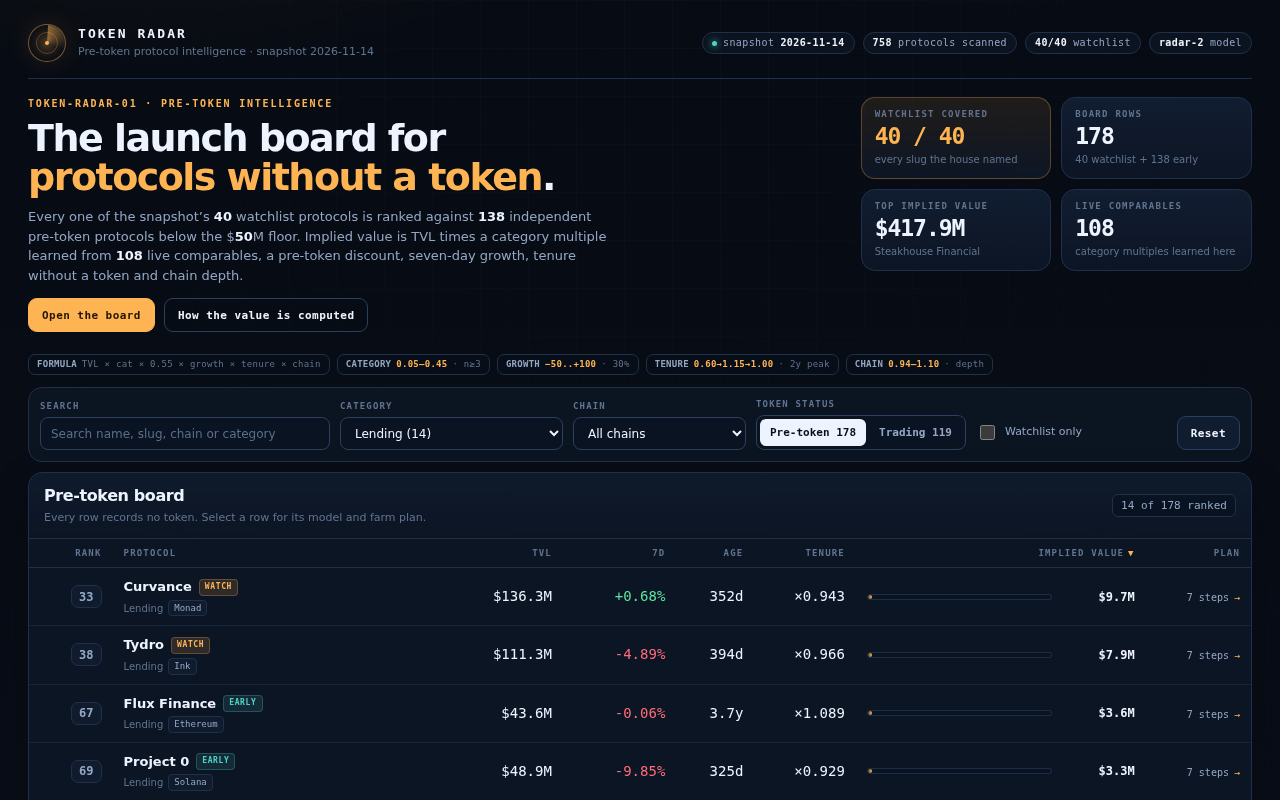 TOKEN RADAR
Pre-token protocol intelligence · snapshot 2026-11-14
snapshot 2026-11-14
758 protocols scanned
40/40 watchlist
radar-2 model
TOKEN-RADAR-01 · PRE-TOKEN INTELLIGENCE
The launch board for
protocols without a token.
Every one of the snapshot's 40 watchlist protocols is ranked against 138 independent
pre-token protocols below the $50M floor. Implied value is TVL times a category multiple
learned from 108 live comparables, a pre-token discount, seven-day growth, tenure
without a token and chain depth.
Open the board
How the value is computed
WATCHLIST COVERED
40 / 40
every slug the house named
BOARD ROWS
178
40 watchlist + 138 early
TOP IMPLIED VALUE
$417.9M
Steakhouse Financial
LIVE COMPARABLES
108
category multiples learned here
FORMULA TVL × cat × 0.55 × growth × tenure × chain
CATEGORY 0.05–0.45 · n≥3
GROWTH −50..+100 · 30%
TENURE 0.60→1.15→1.00 · 2y peak
CHAIN 0.94–1.10 · depth
SEARCH
Search name, slug, chain or category
CATEGORY
Lending (14)
CHAIN
All chains
TOKEN STATUS
Pre-token 178
Trading 119
Watchlist only
Reset
Pre-token board
Every row records no token. Select a row for its model and farm plan.
14 of 178 ranked
RANK PROTOCOL TVL 7D AGE TENURE IMPLIED VALUE ▼ PLAN
33 Curvance WATCH $136.3M +0.68% 352d ×0.943 $9.7M 7 steps →
Lending Monad
38 Tydro WATCH $111.3M -4.89% 394d ×0.966 $7.9M 7 steps →
Lending Ink
67 Flux Finance EARLY $43.6M -0.06% 3.7y ×1.089 $3.6M 7 steps →
Lending Ethereum
69 Project 0 EARLY $48.9M -9.85% 325d ×0.929 $3.3M 7 steps →
Lending Solana